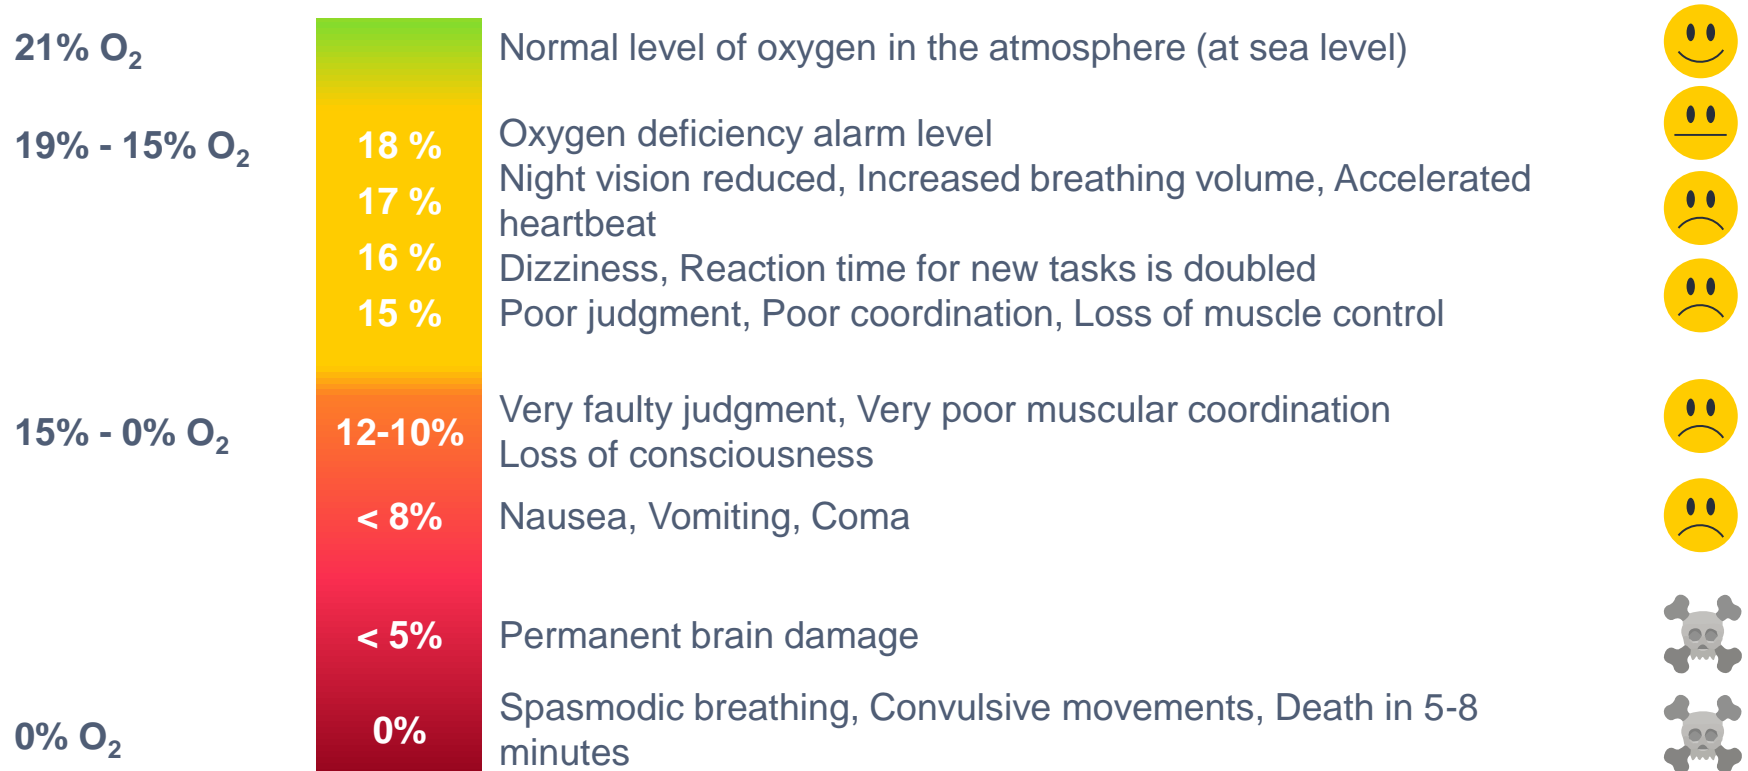 21% O₂
Normal level of oxygen in the atmosphere (at sea level)
19% - 15% O₂
18 %
Oxygen deficiency alarm level
17 %
Night vision reduced, Increased breathing volume, Accelerated
heartbeat
16 %
Dizziness, Reaction time for new tasks is doubled
15 %
Poor judgment, Poor coordination, Loss of muscle control
15% - 0% O₂
12-10%
Very faulty judgment, Very poor muscular coordination
Loss of consciousness
< 8%
Nausea, Vomiting, Coma
< 5%
Permanent brain damage
0% O₂
0%
Spasmodic breathing, Convulsive movements, Death in 5-8
minutes